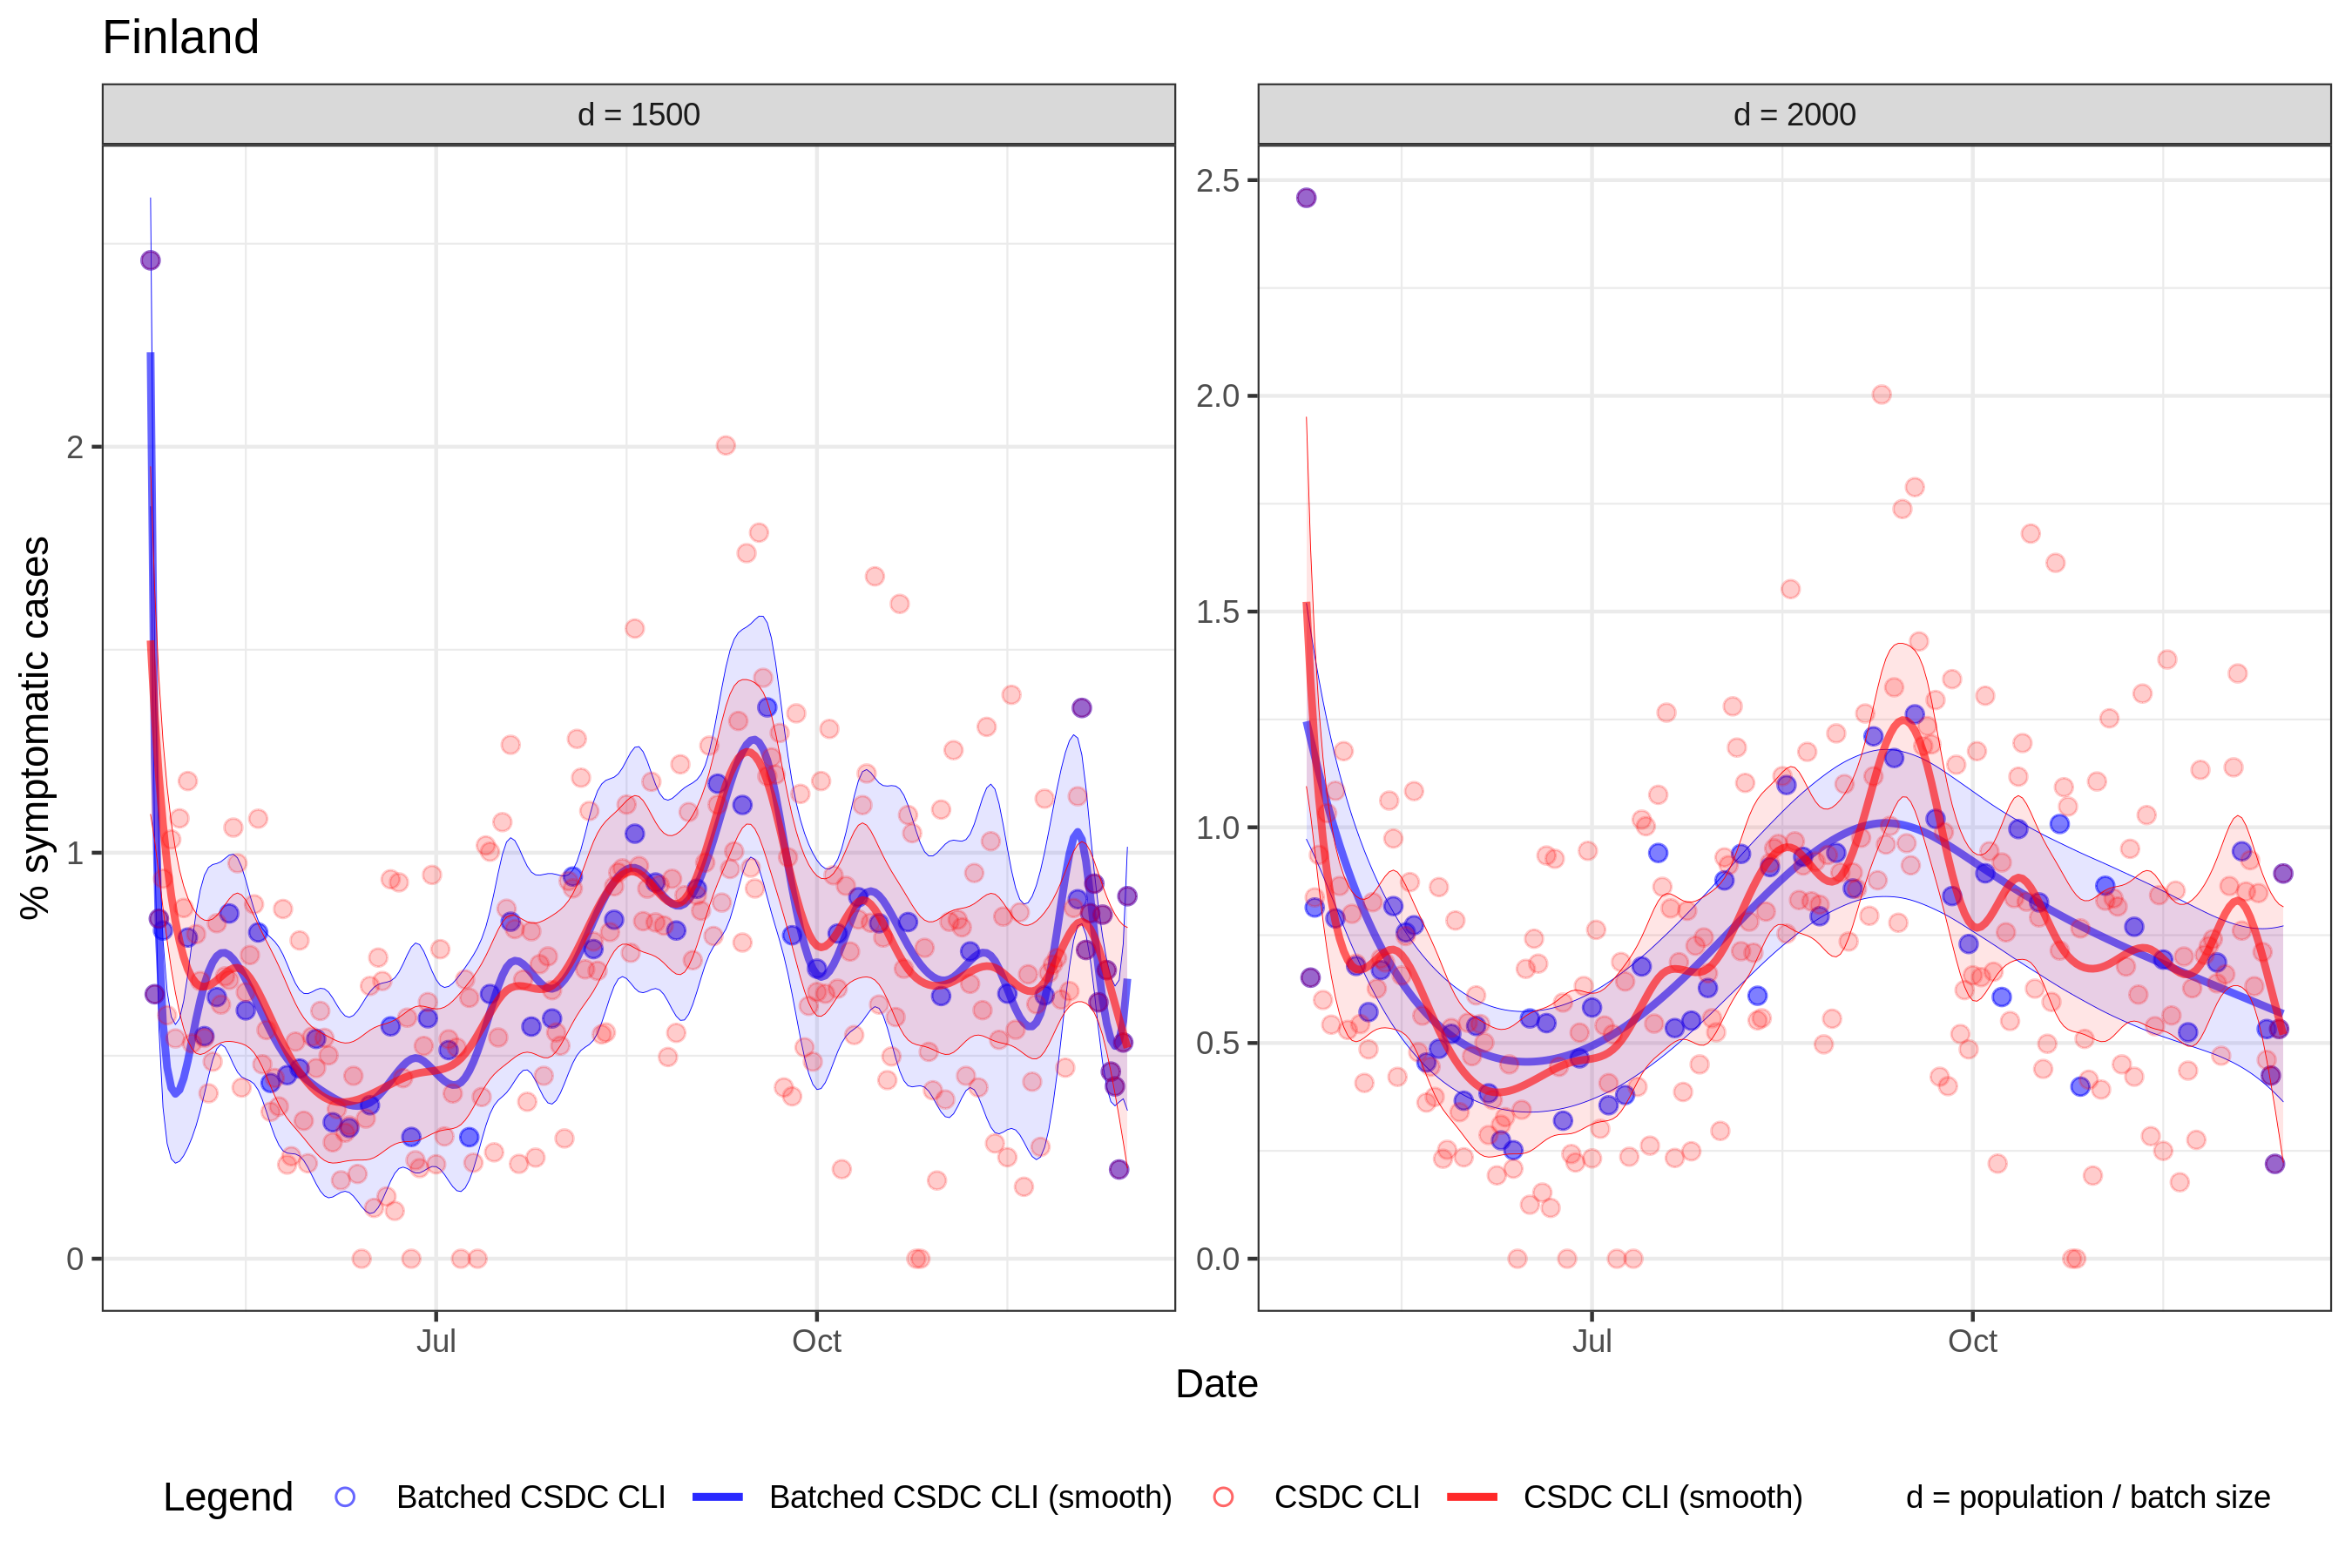 Finland
d = 1500
d = 2000
% symptomatic cases
2
1
0
2.5
2.0
1.5
1.0
0.5
0.0
Jul
Oct
Jul
Oct
Date
Legend
Batched CSDC CLI
Batched CSDC CLI (smooth)
CSDC CLI
CSDC CLI (smooth)
d = population / batch size